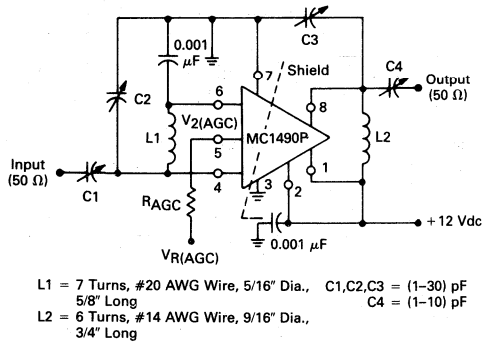 C3
0.001
μF
C4
7
Shield
Output
(50 Ω)
C2
6
8
V2(AGC)
L1
MC1490P
L2
5
Input
(50 Ω)
4
3
2
1
C1
RAGC
+12 Vdc
0.001 μF
VR(AGC)
L1 = 7 Turns, #20 AWG Wire, 5/16" Dia., C1,C2,C3 = (1–30) pF
5/8" Long C4 = (1–10) pF
L2 = 6 Turns, #14 AWG Wire, 9/16" Dia.,
3/4" Long